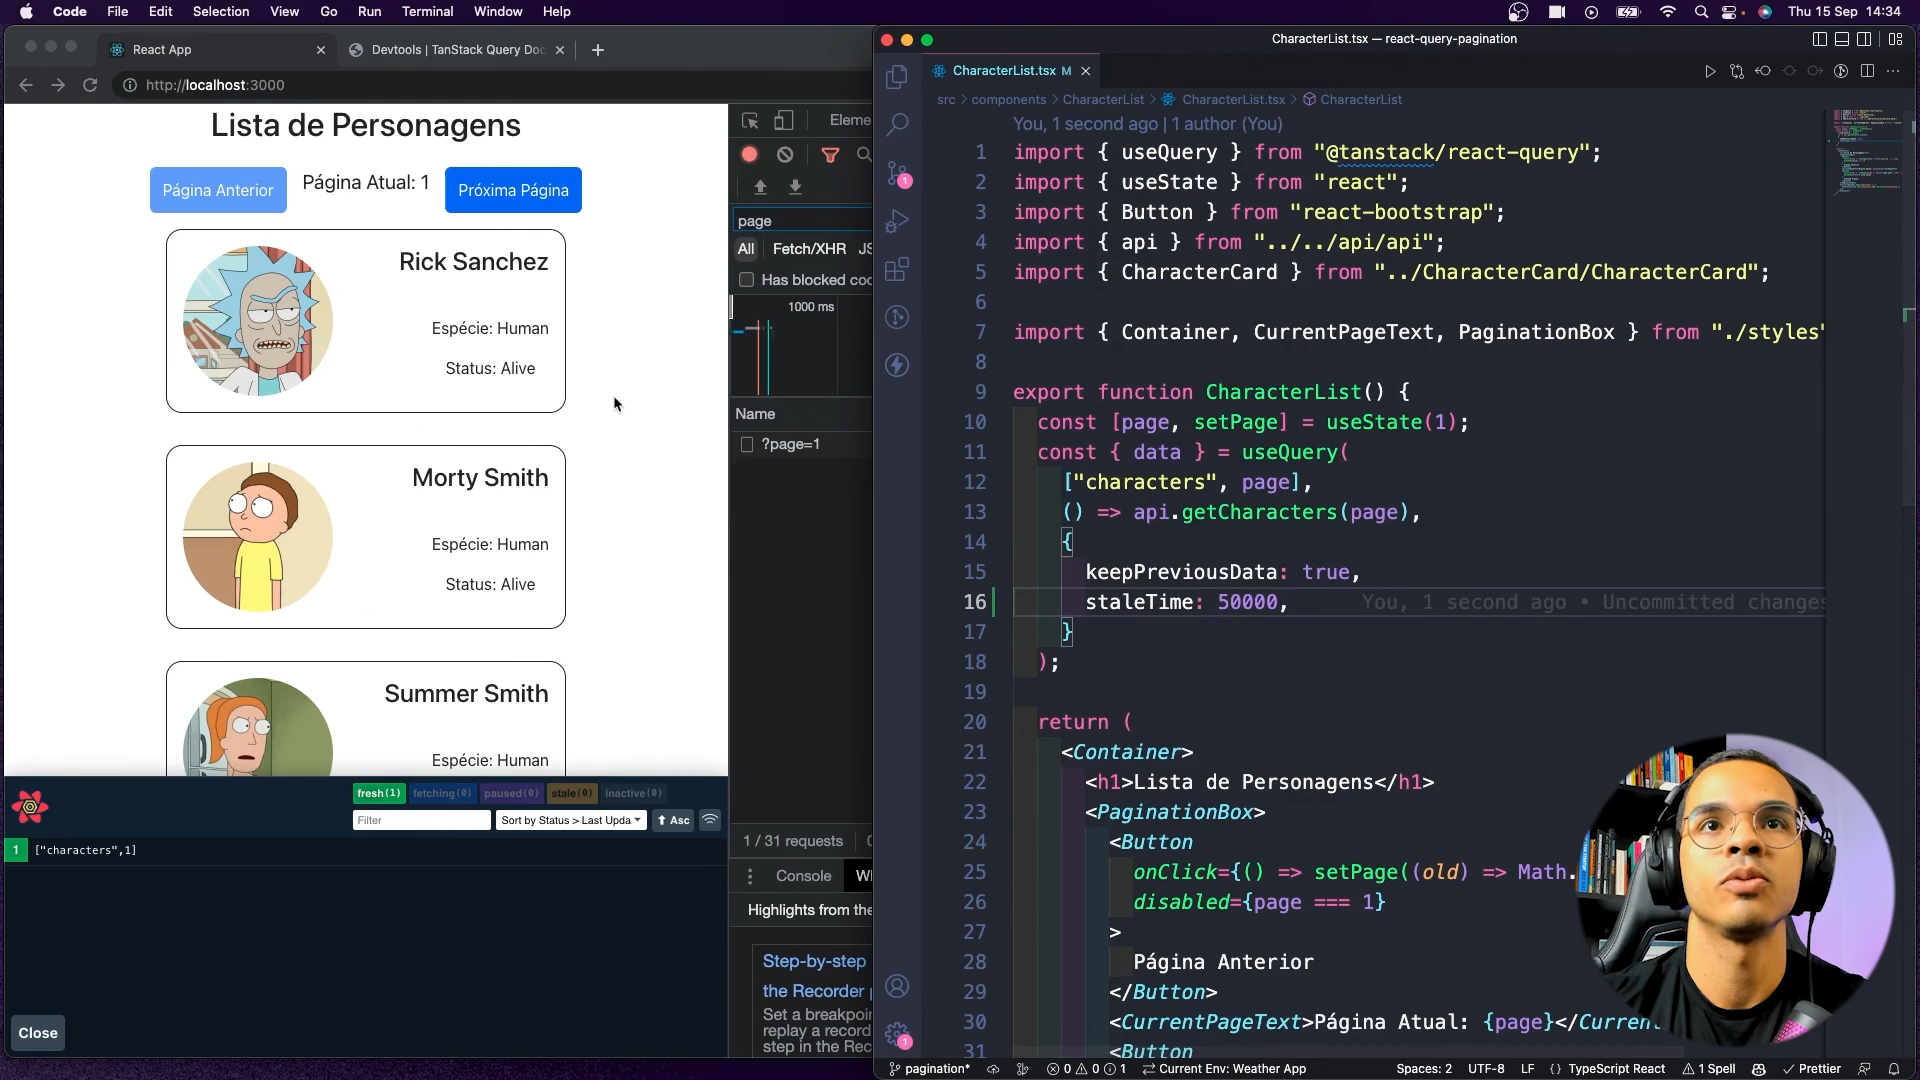 Code File Edit Selection View Go Run Terminal Window Help
Thu 15 Sep 14:34
React App
Devtools | TanStack Query Doc
http://localhost:3000
Lista de Personagens
Página Anterior
Página Atual: 1
Próxima Página
Rick Sanchez
Espécie: Human
Status: Alive
Morty Smith
Espécie: Human
Status: Alive
Summer Smith
Espécie: Human
fresh(1) fetching(0) paused(0) stale(0) inactive(0)
Filter
Sort by Status > Last Upda
Asc
1 ["characters",1]
Close
Eleme
page
All Fetch/XHR JS
Has blocked coo
1000 ms
Name
?page=1
1 / 31 requests
Console
Highlights from the
Step-by-step
the Recorder
Set a breakpoin
replay a record
step in the Rec
CharacterList.tsx — react-query-pagination
CharacterList.tsx M
src > components > CharacterList > CharacterList.tsx > CharacterList
You, 1 second ago | 1 author (You)
1 import { useQuery } from "@tanstack/react-query";
2 import { useState } from "react";
3 import { Button } from "react-bootstrap";
4 import { api } from "../../api/api";
5 import { CharacterCard } from "../CharacterCard/CharacterCard";
6
7 import { Container, CurrentPageText, PaginationBox } from "./styles"
8
9 export function CharacterList() {
10 const [page, setPage] = useState(1);
11 const { data } = useQuery(
12 ["characters", page],
13 () => api.getCharacters(page),
14 {
15 keepPreviousData: true,
16 staleTime: 50000, You, 1 second ago • Uncommitted changes
17 }
18 );
19
20 return (
21 <Container>
22 <h1>Lista de Personagens</h1>
23 <PaginationBox>
24 <Button
25 onClick={() => setPage((old) => Math.
26 disabled={page === 1}
27 >
28 Página Anterior
29 </Button>
30 <CurrentPageText>Página Atual: {page}</Curren
31 <Button
1
1
pagination* 0 0 1 Current Env: Weather App Spaces: 2 UTF-8 LF {} TypeScript React 1 Spell Prettier